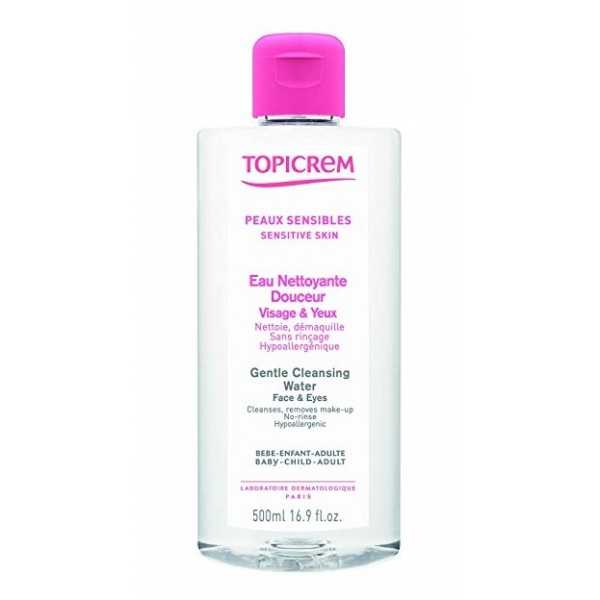 TOPICREM
PEAUX SENSIBLES
SENSITIVE SKIN
Eau Nettoyante
Douceur
Visage & Yeux
Nettoie, démaquille
Sans rinçage
Hypoallergénique
Gentle Cleansing
Water
Face & Eyes
Cleanses, removes make-up
No-rinse
Hypoallergenic
BEBE-ENFANT-ADULTE
BABY-CHILD-ADULT
LABORATOIRE DERMATOLOGIQUE
PARIS
500ml 16.9 fl.oz.